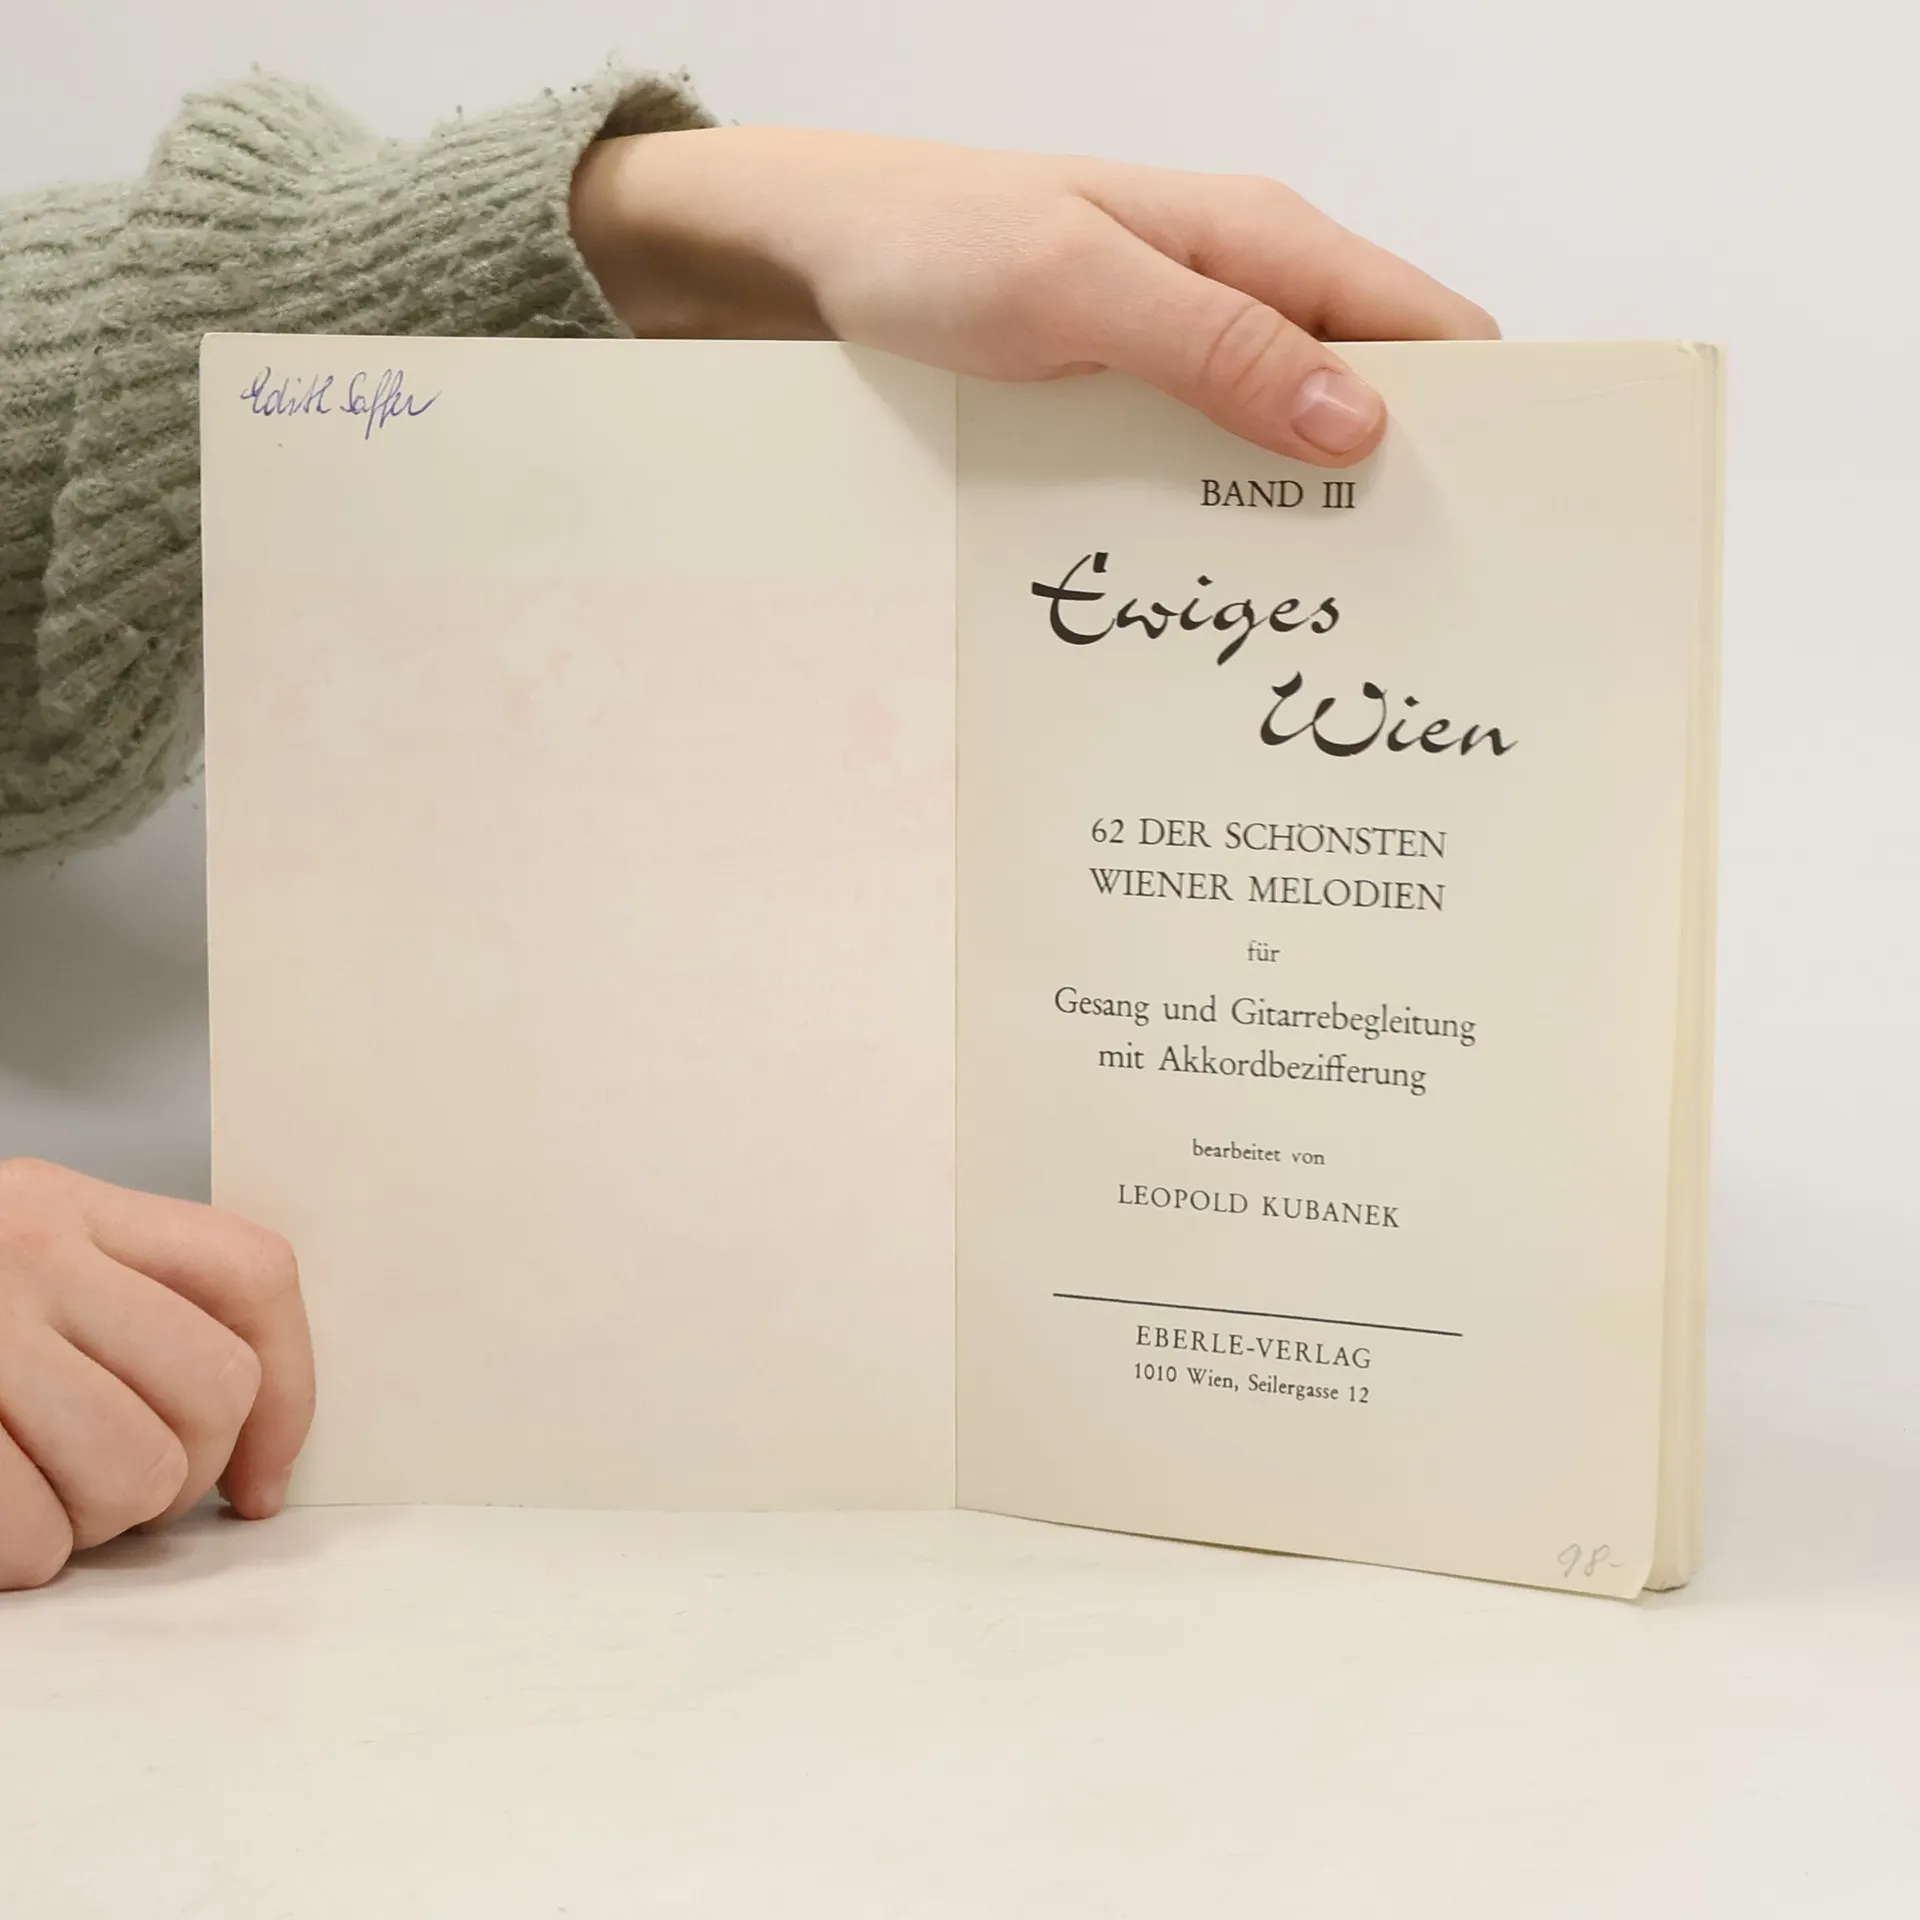 Edith Saffer
BAND III
Ewiges
Wien
62 DER SCHÖNSTEN
WIENER MELODIEN
für
Gesang und Gitarrebegleitung
mit Akkordbezifferung
bearbeitet von
LEOPOLD KUBANEK
EBERLE-VERLAG
1010 Wien, Seilergasse 12
98-